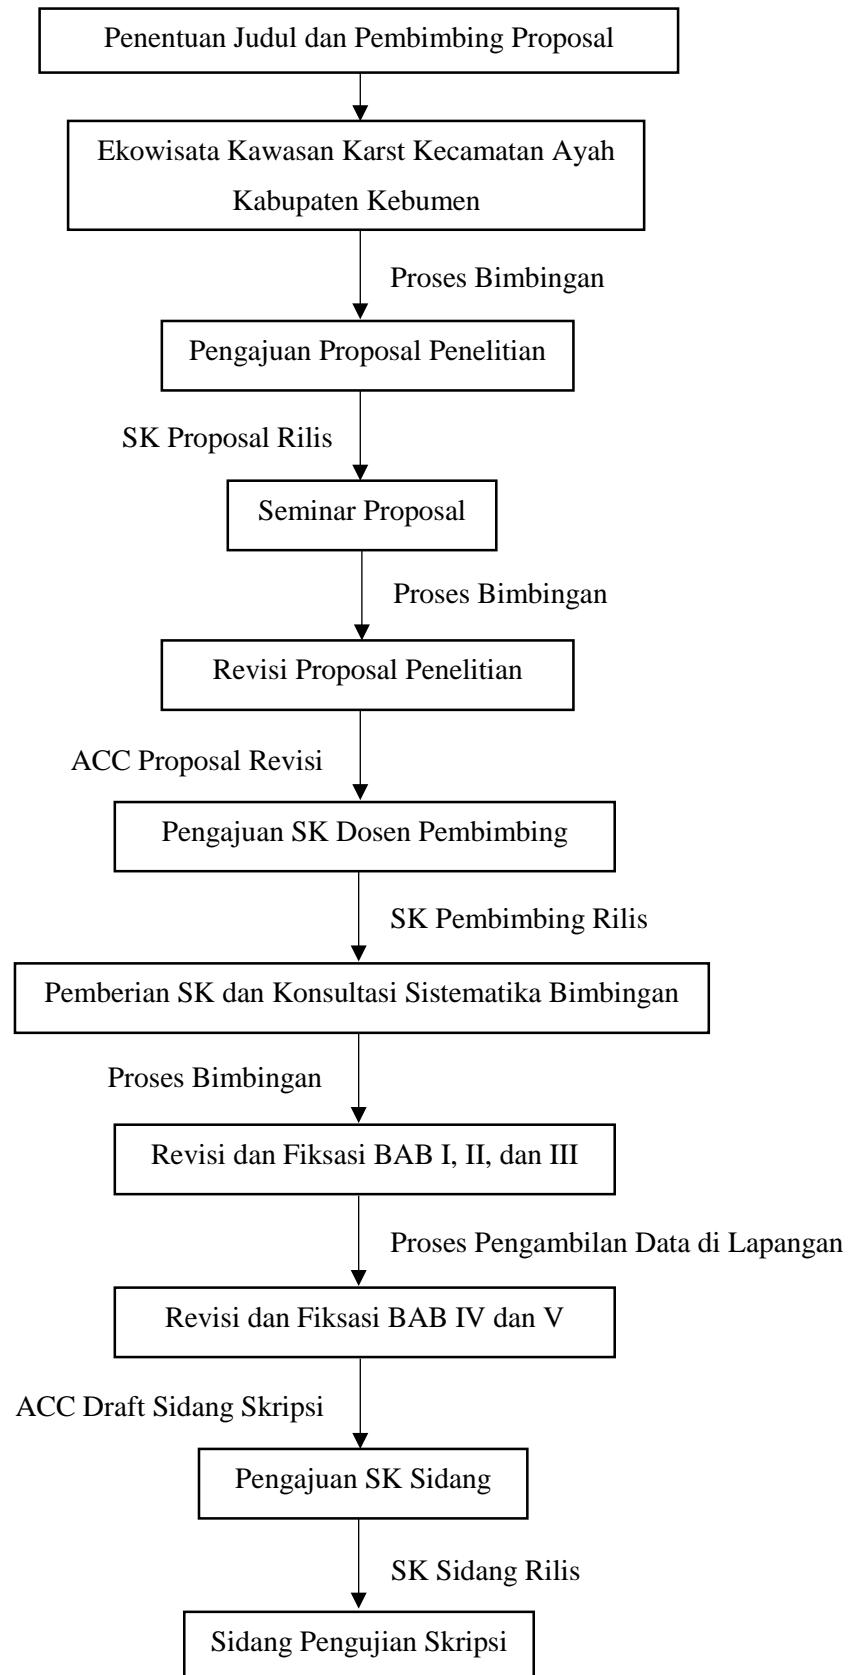 Penentuan Judul dan Pembimbing Proposal
Ekowisata Kawasan Karst Kecamatan Ayah
Kabupaten Kebumen
Proses Bimbingan
Pengajuan Proposal Penelitian
SK Proposal Rilis
Seminar Proposal
Proses Bimbingan
Revisi Proposal Penelitian
ACC Proposal Revisi
Pengajuan SK Dosen Pembimbing
SK Pembimbing Rilis
Pemberian SK dan Konsultasi Sistematika Bimbingan
Proses Bimbingan
Revisi dan Fiksasi BAB I, II, dan III
Proses Pengambilan Data di Lapangan
Revisi dan Fiksasi BAB IV dan V
ACC Draft Sidang Skripsi
Pengajuan SK Sidang
SK Sidang Rilis
Sidang Pengujian Skripsi